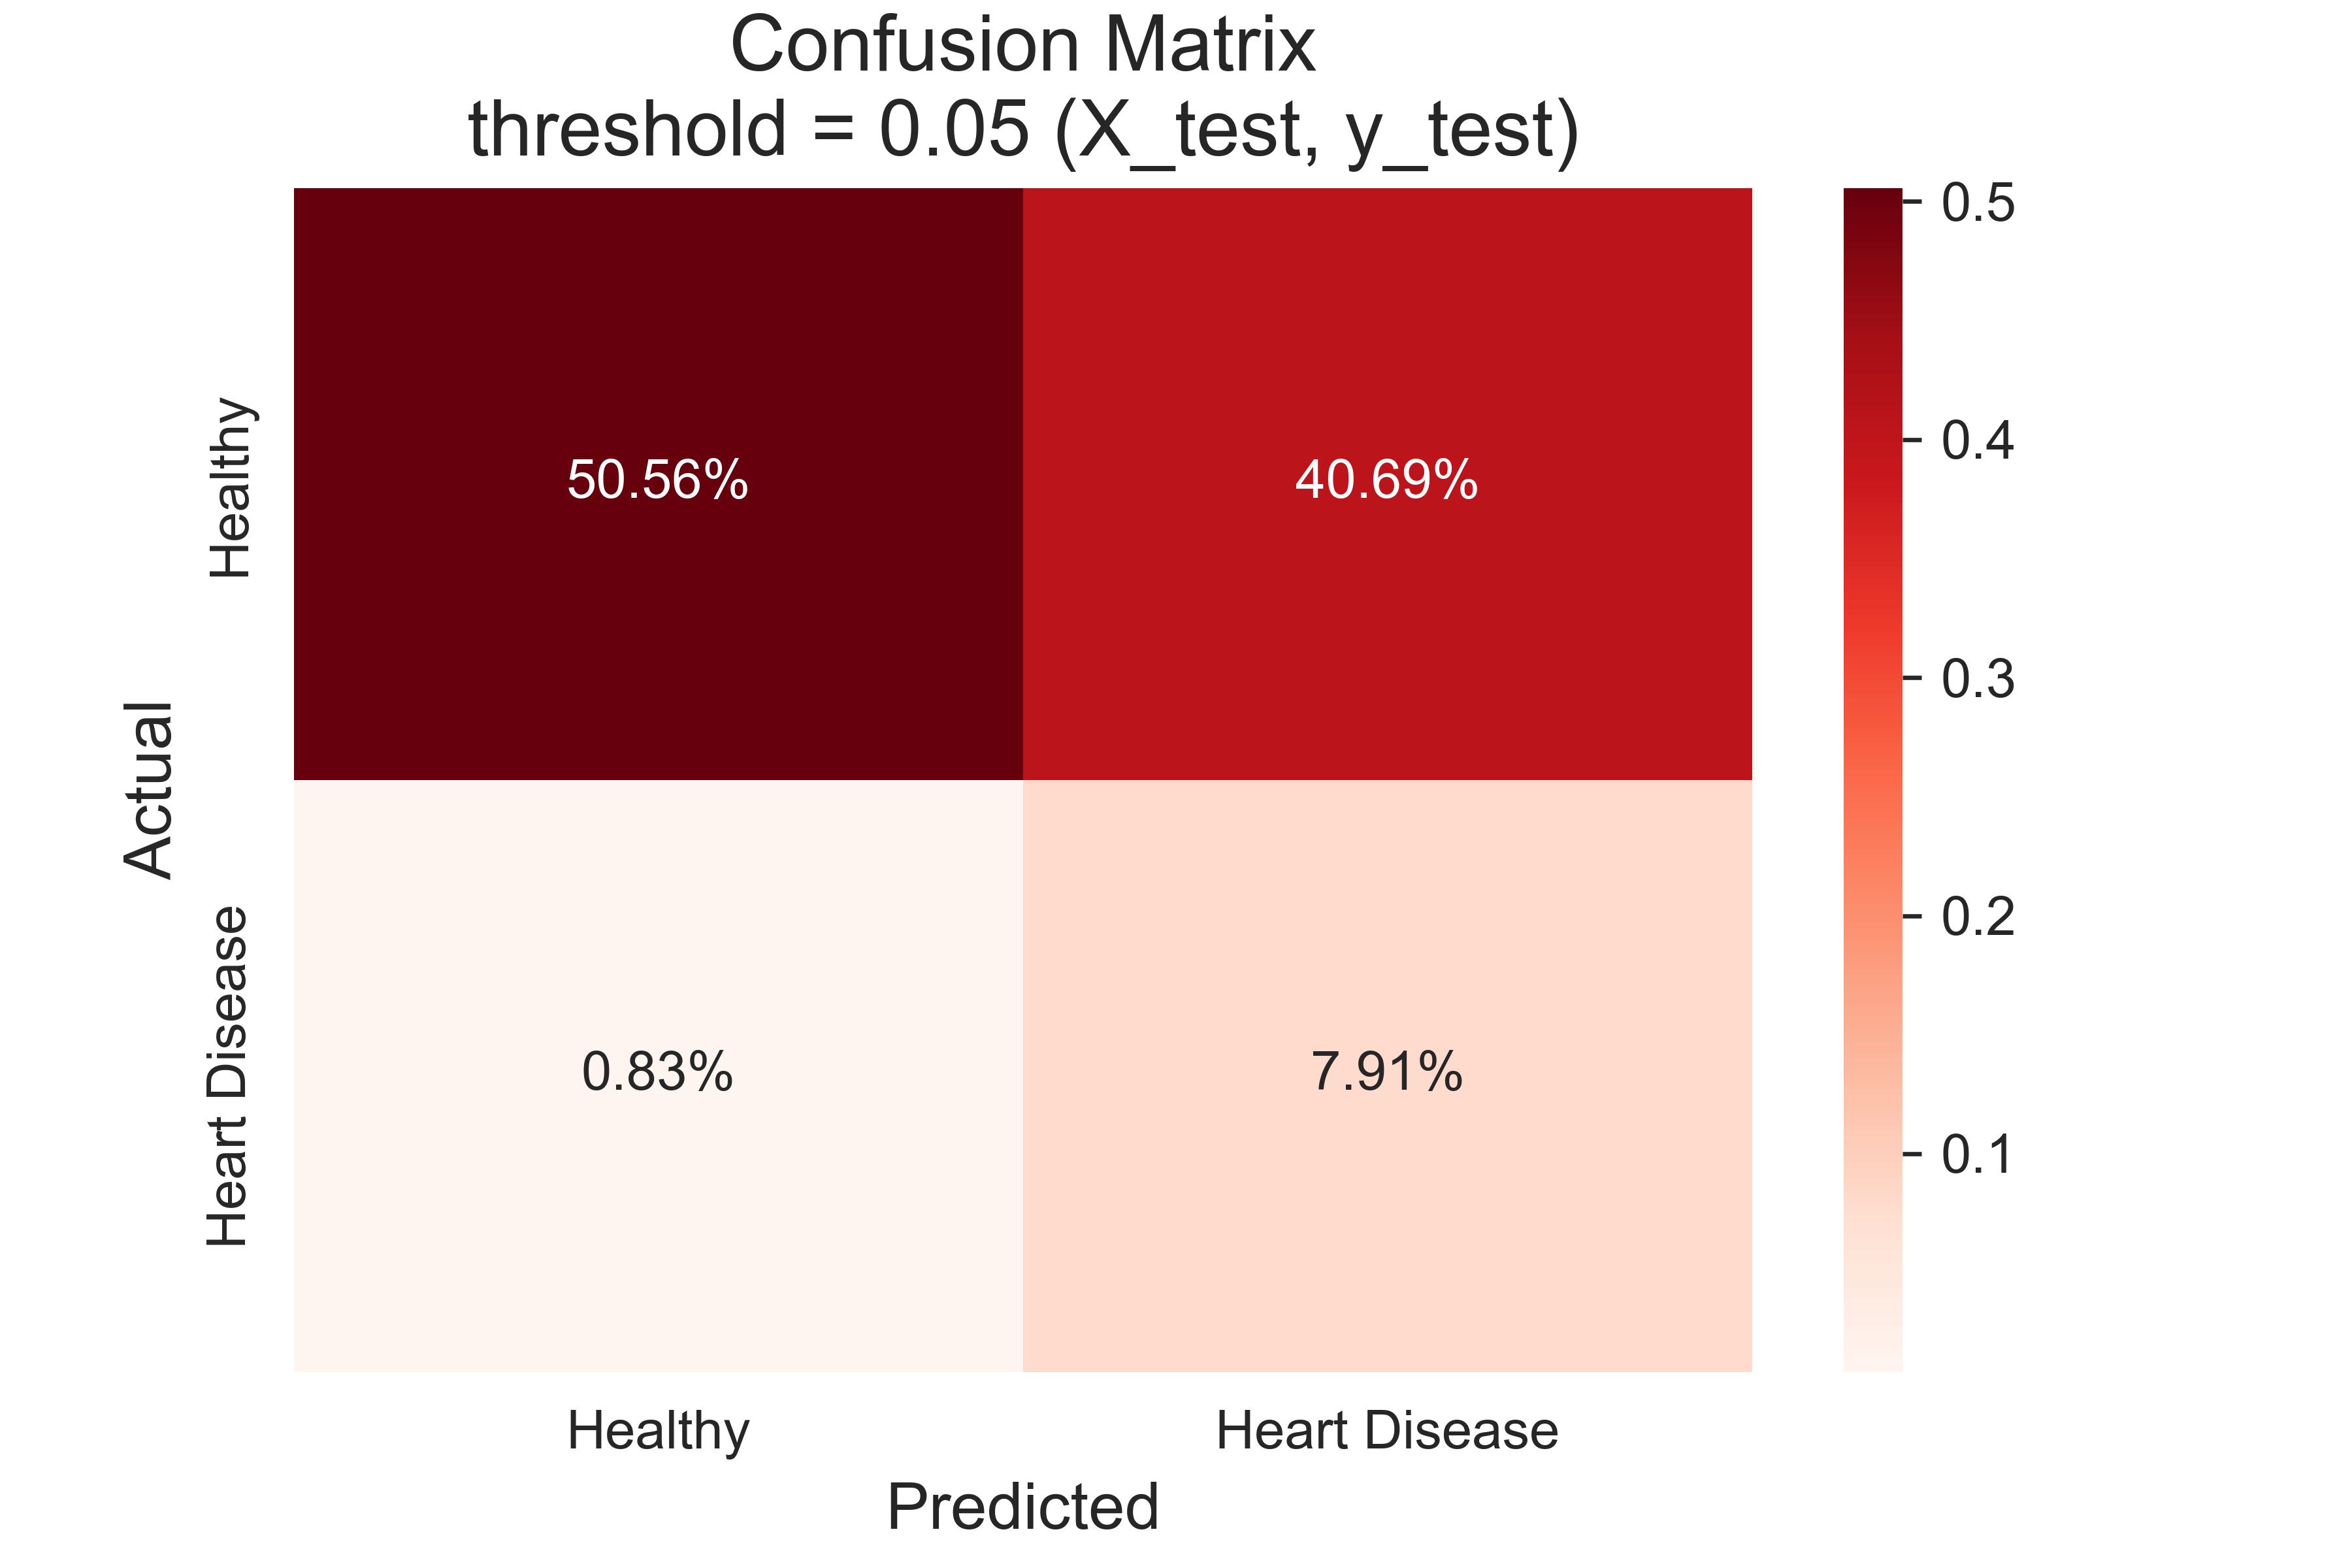 Confusion Matrix
threshold = 0.05 (X_test, y_test)
Actual
Healthy
Heart Disease
50.56%
40.69%
0.83%
7.91%
Healthy
Heart Disease
Predicted
0.5
0.4
0.3
0.2
0.1